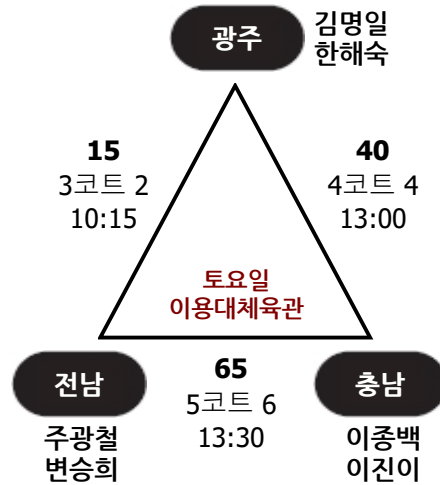 광주
김명일
한해숙
15
3코트 2
10:15
40
4코트 4
13:00
토요일
이용대체육관
전남
주광철
변승희
65
5코트 6
13:30
충남
이종백
이진이